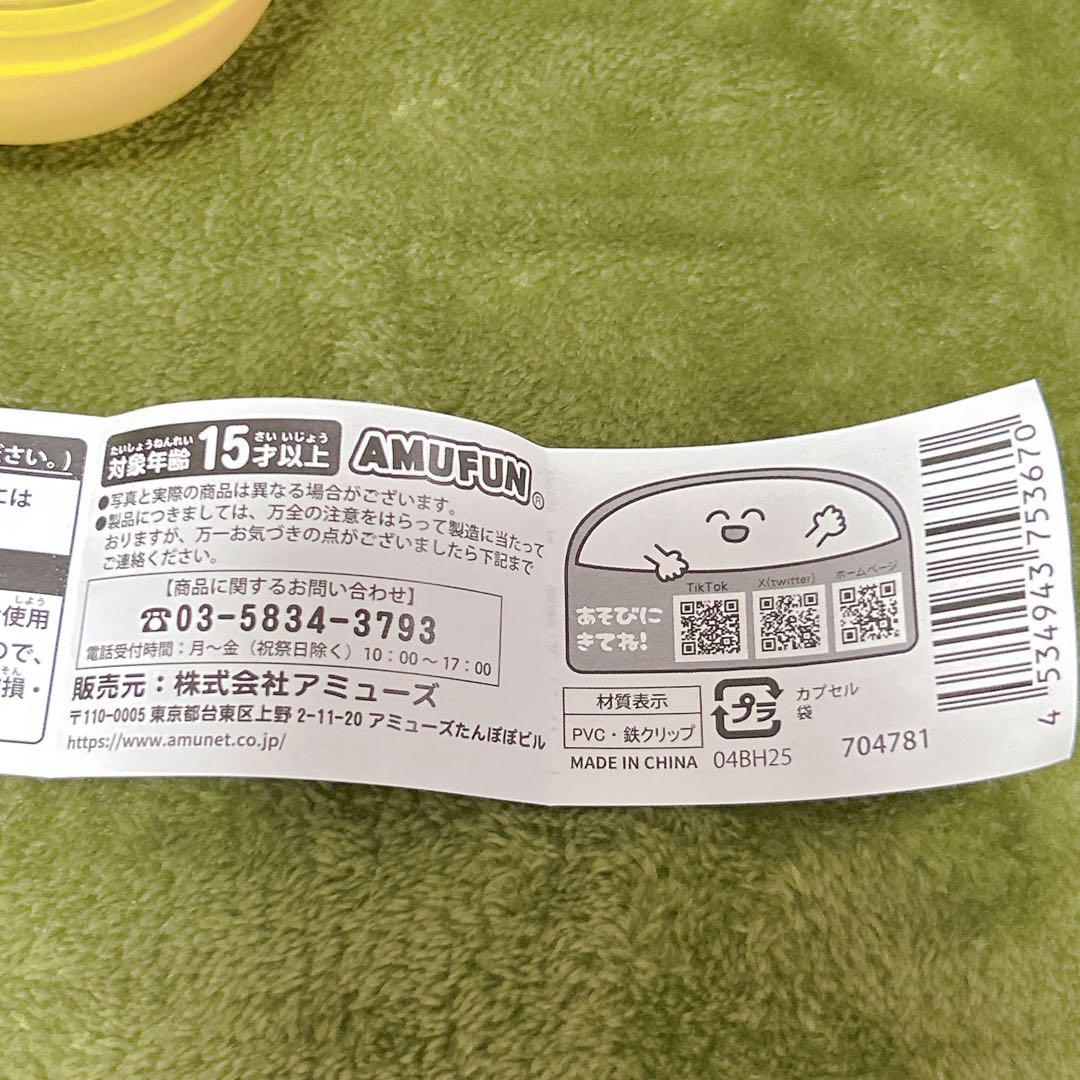 ださい。)
には
しよう
使用
ので、
損・
たいしょうねんれい さい いじょう
対象年齢 15才以上
AMUFUN®
●写真と実際の商品は異なる場合がございます。
●製品につきましては、万全の注意をはらって製造に当たって
おりますが、万一お気づきの点がございましたら下記まで
ご連絡ください。
【商品に関するお問い合わせ】
☎03-5834-3793
電話受付時間：月～金（祝祭日除く）10：00～17：00
販売元：株式会社アミューズ
〒110-0005 東京都台東区上野 2-11-20 アミューズたんぽぽビル
https://www.amunet.co.jp/
TikTok
X(twitter)
ホームページ
あそびに
きてね!
材質表示
PVC・鉄クリップ
MADE IN CHINA
プラ
カプセル
袋
04BH25
704781
4 534943 753670